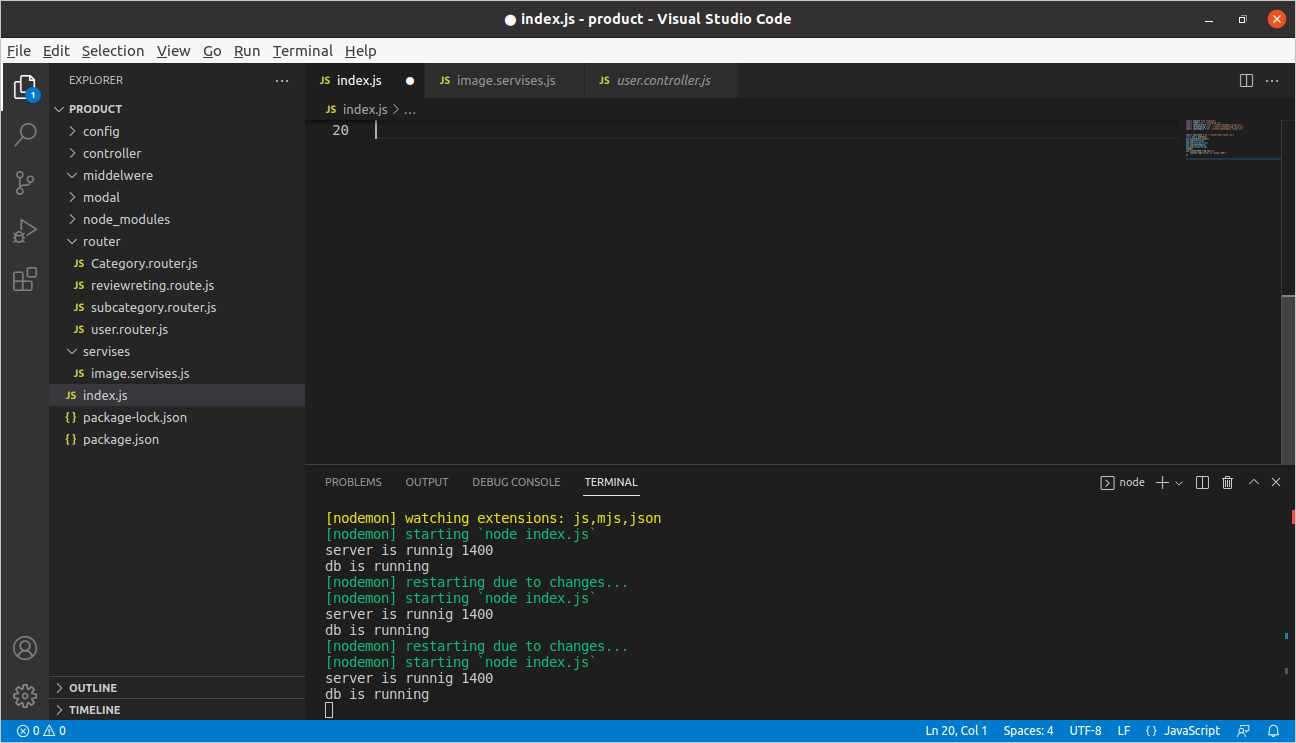 index.js - product - Visual Studio Code
File Edit Selection View Go Run Terminal Help
EXPLORER
1
PRODUCT
config
controller
middelwere
modal
node_modules
router
JS Category.router.js
JS reviewreting.route.js
JS subcategory.router.js
JS user.router.js
servises
JS image.servises.js
JS index.js
{ } package-lock.json
{ } package.json
OUTLINE
TIMELINE
JS index.js
JS image.servises.js
JS user.controller.js
JS index.js > ...
20
PROBLEMS OUTPUT DEBUG CONSOLE TERMINAL
node
[nodemon] watching extensions: js,mjs,json
[nodemon] starting `node index.js`
server is runnig 1400
db is running
[nodemon] restarting due to changes...
[nodemon] starting `node index.js`
server is runnig 1400
db is running
[nodemon] restarting due to changes...
[nodemon] starting `node index.js`
server is runnig 1400
db is running
0 0 Ln 20, Col 1 Spaces: 4 UTF-8 LF { } JavaScript